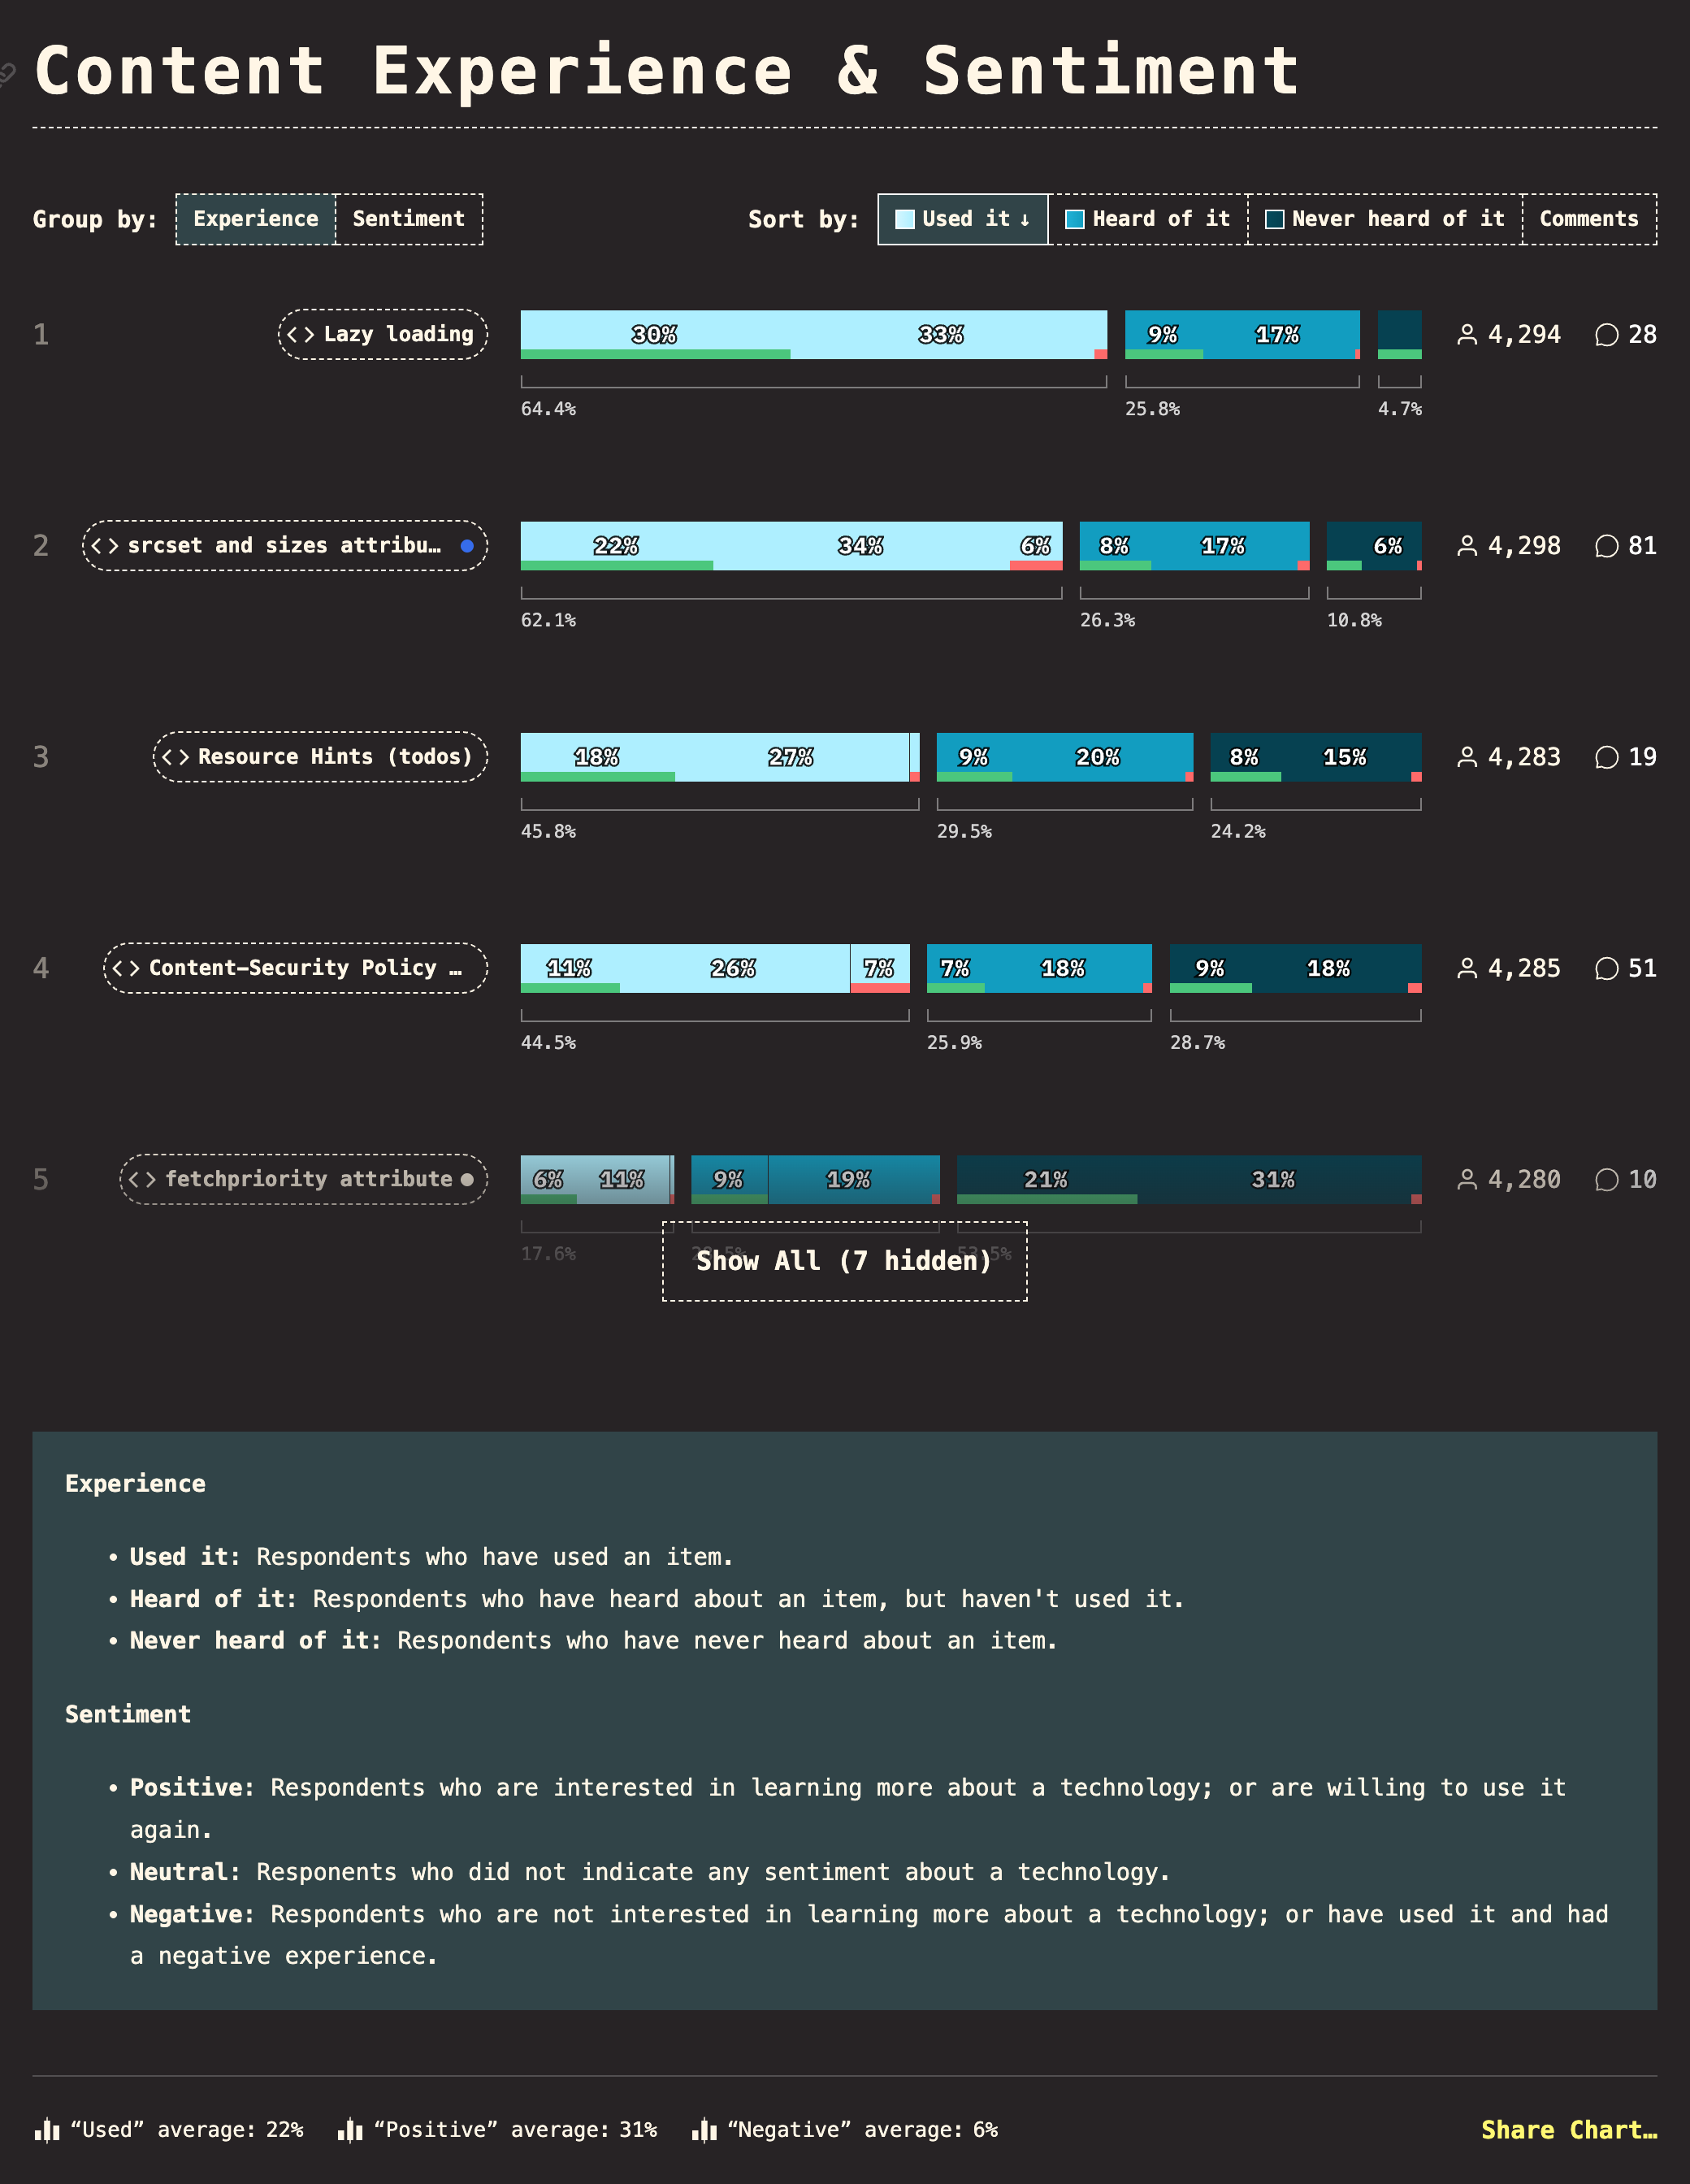 Content Experience & Sentiment
Group by: Experience Sentiment Sort by: Used it ↓ Heard of it Never heard of it Comments
1 <> Lazy loading 30% 33% 9% 17% 4,294 28
64.4% 25.8% 4.7%
2 <> srcset and sizes attribu… 22% 34% 6% 8% 17% 6% 4,298 81
62.1% 26.3% 10.8%
3 <> Resource Hints (todos) 18% 27% 9% 20% 8% 15% 4,283 19
45.8% 29.5% 24.2%
4 <> Content-Security Policy … 11% 26% 7% 7% 18% 9% 18% 4,285 51
44.5% 25.9% 28.7%
5 <> fetchpriority attribute 6% 11% 9% 19% 21% 31% 4,280 10
17.6%
Show All (7 hidden)
Experience
• Used it: Respondents who have used an item.
• Heard of it: Respondents who have heard about an item, but haven't used it.
• Never heard of it: Respondents who have never heard about an item.
Sentiment
• Positive: Respondents who are interested in learning more about a technology; or are willing to use it
again.
• Neutral: Responents who did not indicate any sentiment about a technology.
• Negative: Respondents who are not interested in learning more about a technology; or have used it and had
a negative experience.
“Used” average: 22% “Positive” average: 31% “Negative” average: 6% Share Chart…